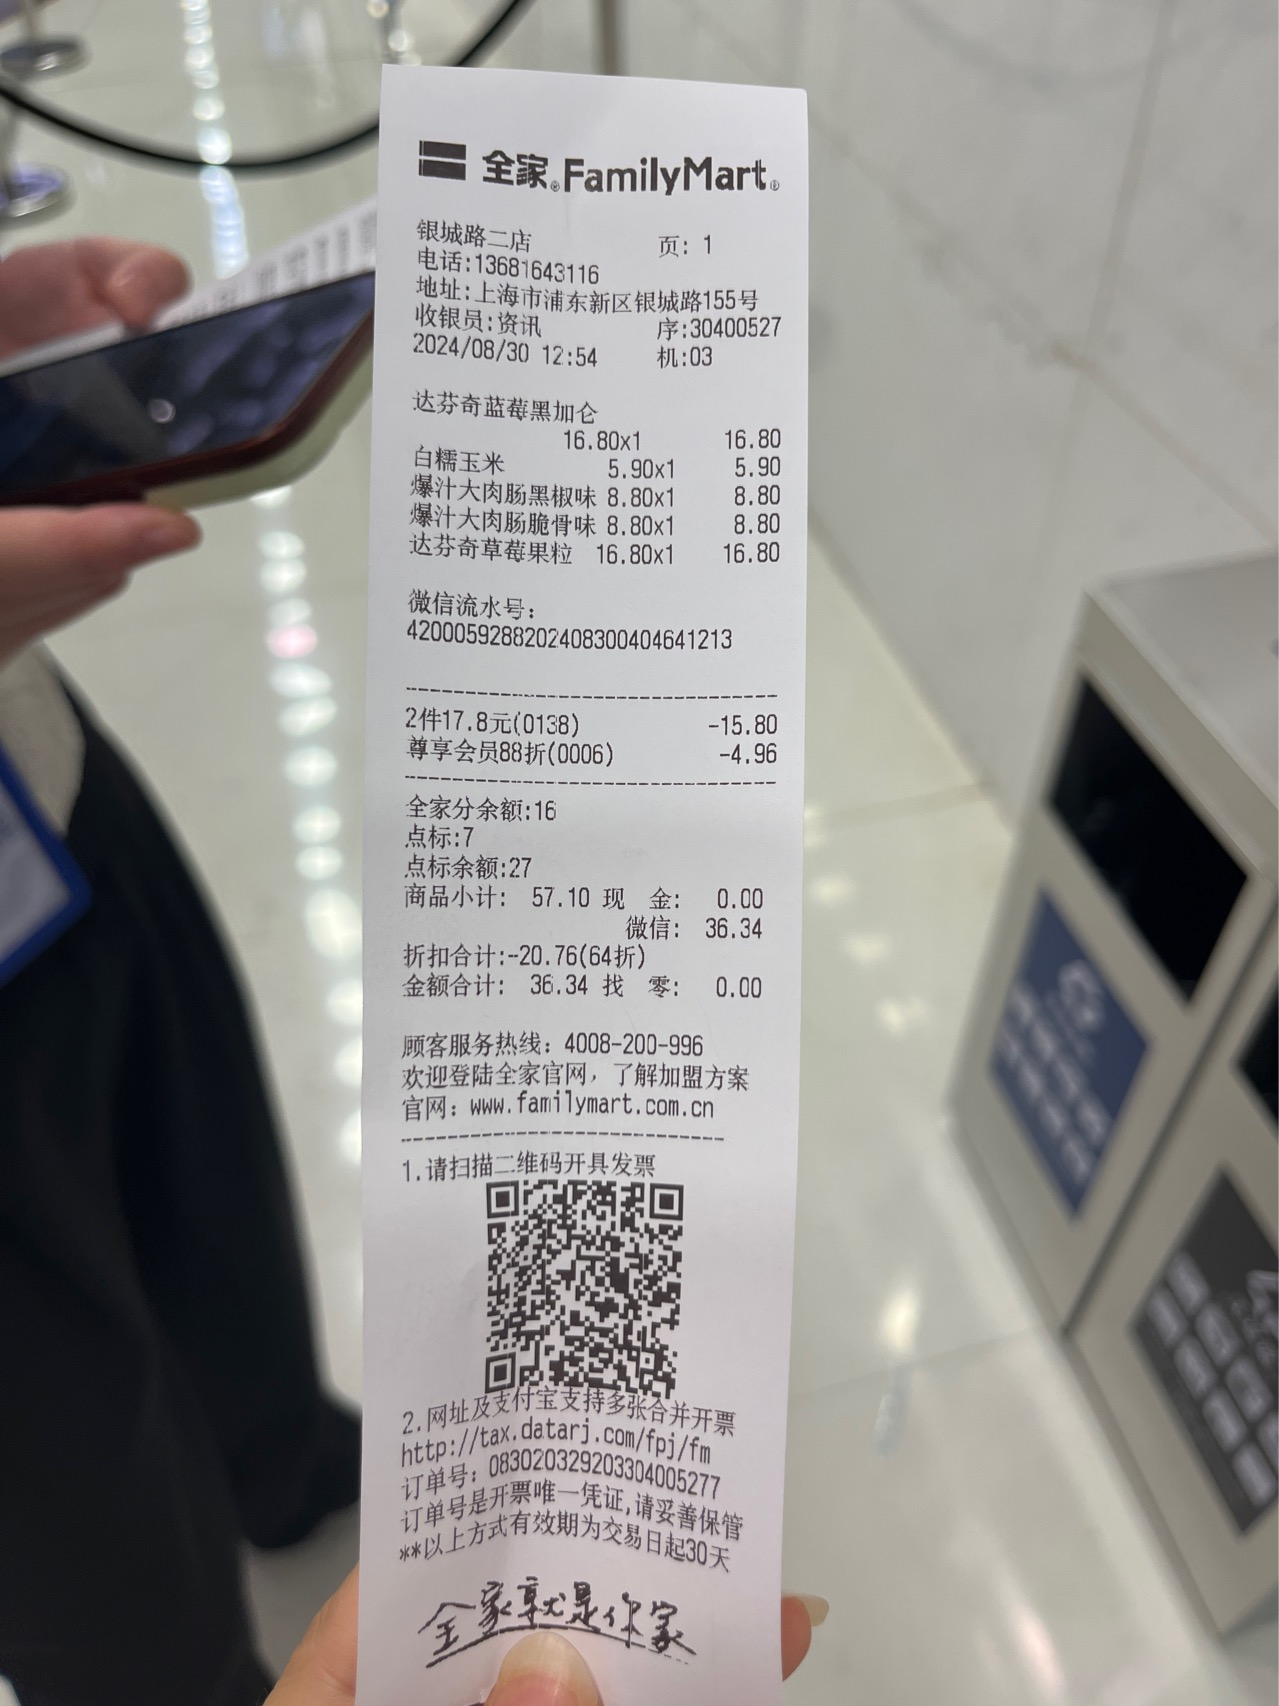 全家®FamilyMart®
银城路二店 页: 1
电话:13681643116
地址:上海市浦东新区银城路155号
收银员:资讯 序:30400527
2024/08/30 12:54 机:03
达芬奇蓝莓黑加仑
16.80x1 16.80
白糯玉米 5.90x1 5.90
爆汁大肉肠黑椒味 8.80x1 8.80
爆汁大肉肠脆骨味 8.80x1 8.80
达芬奇草莓果粒 16.80x1 16.80
微信流水号:
4200059288202408300404641213
2件17.8元(0138) -15.80
尊享会员88折(0006) -4.96
全家分余额:16
点标:7
点标余额:27
商品小计: 57.10 现 金: 0.00
微信: 36.34
折扣合计:-20.76(64折)
金额合计: 36.34 找 零: 0.00
顾客服务热线: 4008-200-996
欢迎登陆全家官网，了解加盟方案
官网: www.familymart.com.cn
1.请扫描二维码开具发票
2.网址及支付宝支持多张合并开票
http://tax.datarj.com/fpj/fm
订单号: 083020329203304005277
订单号是开票唯一凭证,请妥善保管
**以上方式有效期为交易日起30天
全家就是你家